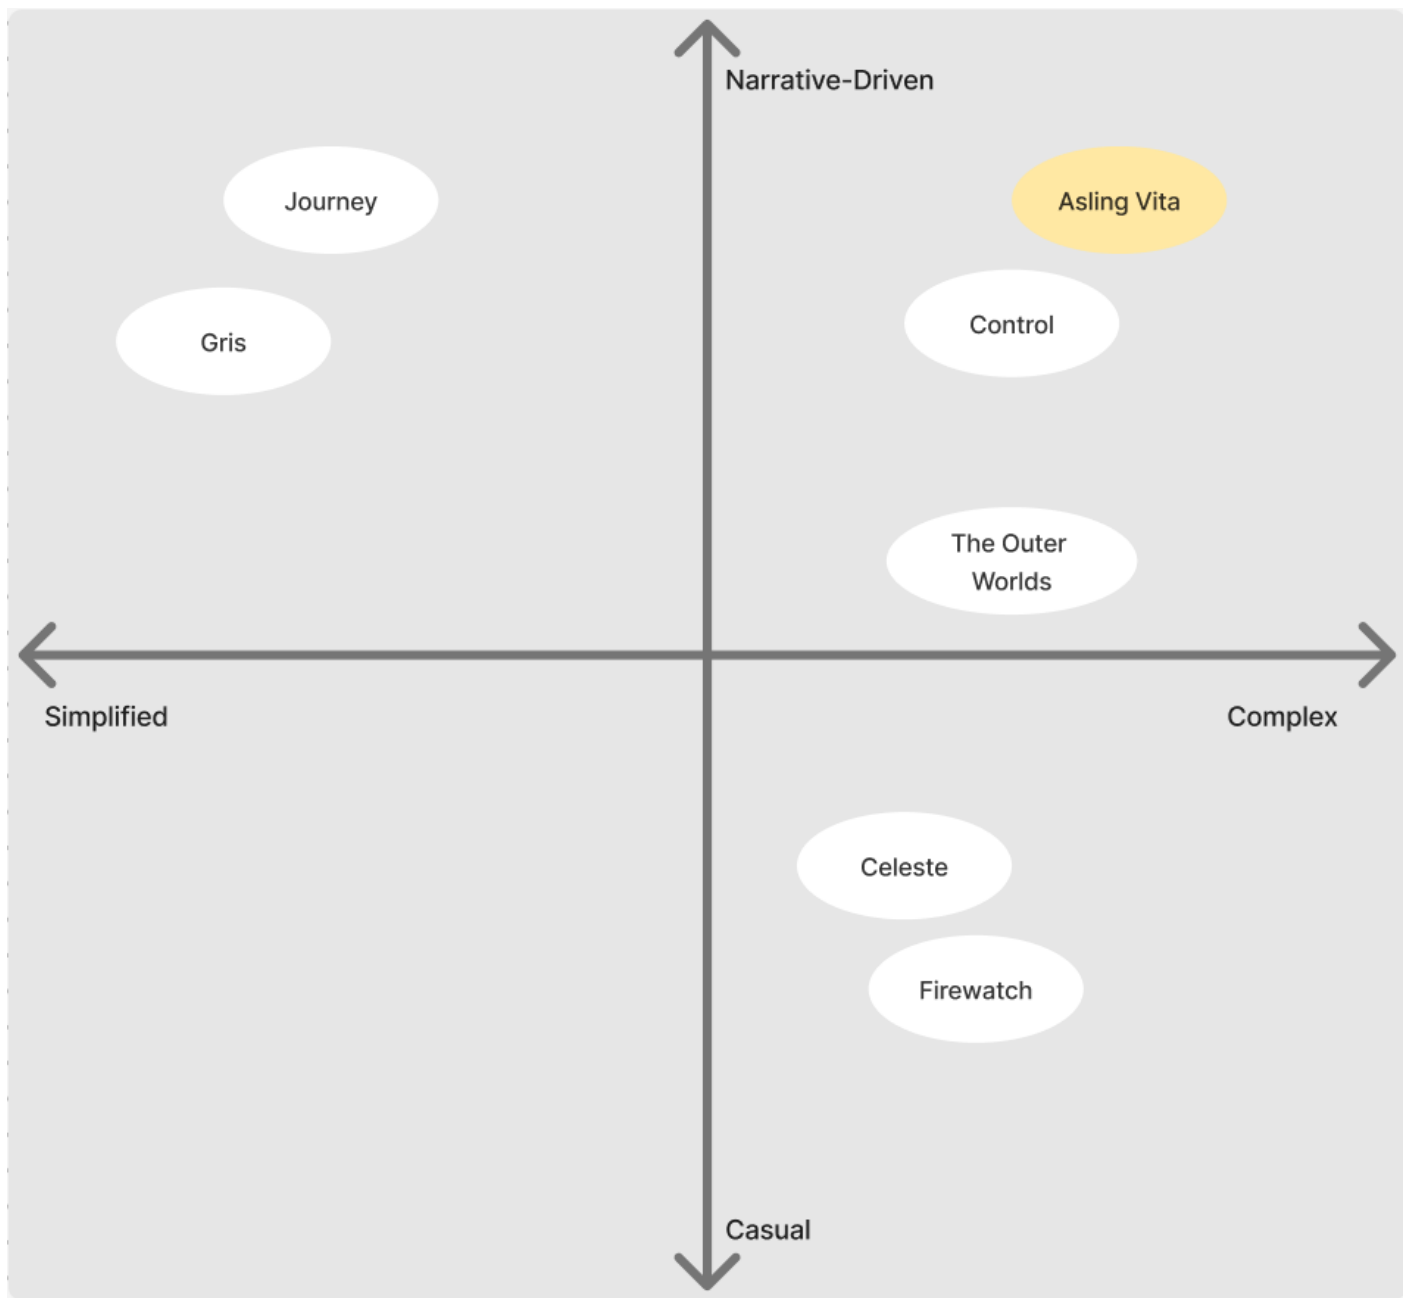 Narrative-Driven
Journey
Asling Vita
Control
Gris
The Outer
Worlds
Simplified
Complex
Celeste
Firewatch
Casual